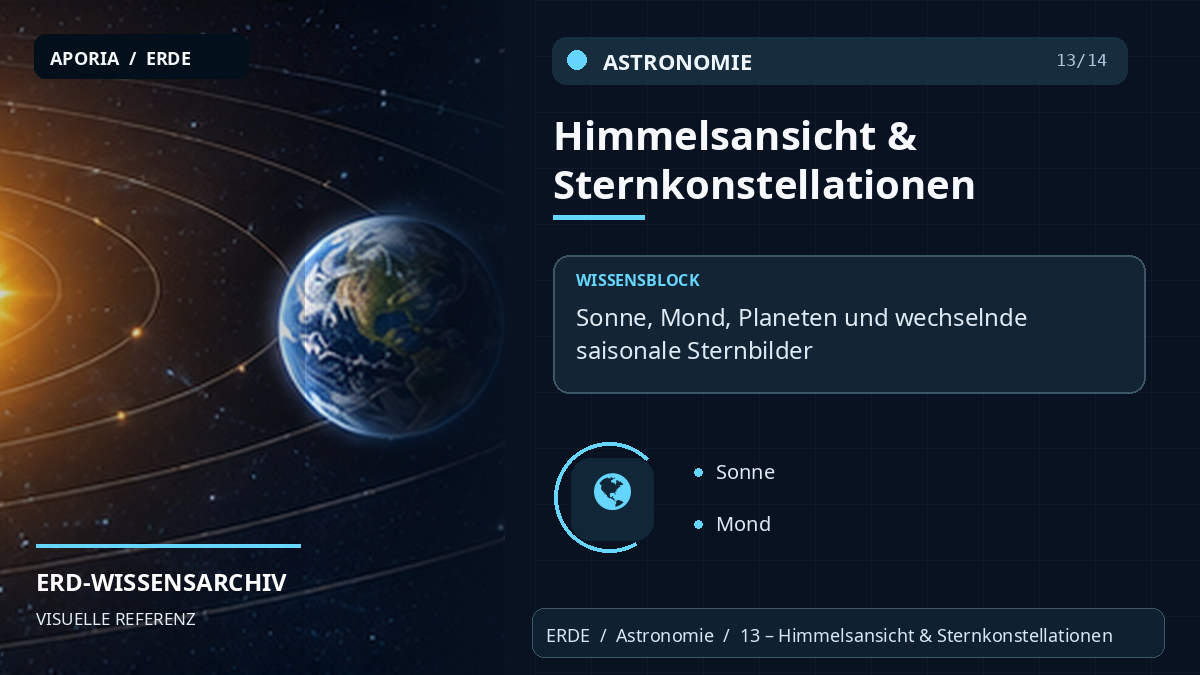 APORIA / ERDE
ASTRONOMIE
13/14
Himmelsansicht &
Sternkonstellationen
WISSENSBLOCK
Sonne, Mond, Planeten und wechselnde
saisonale Sternbilder
Sonne
Mond
ERD-WISSENSARCHIV
VISUELLE REFERENZ
ERDE / Astronomie / 13 – Himmelsansicht & Sternkonstellationen